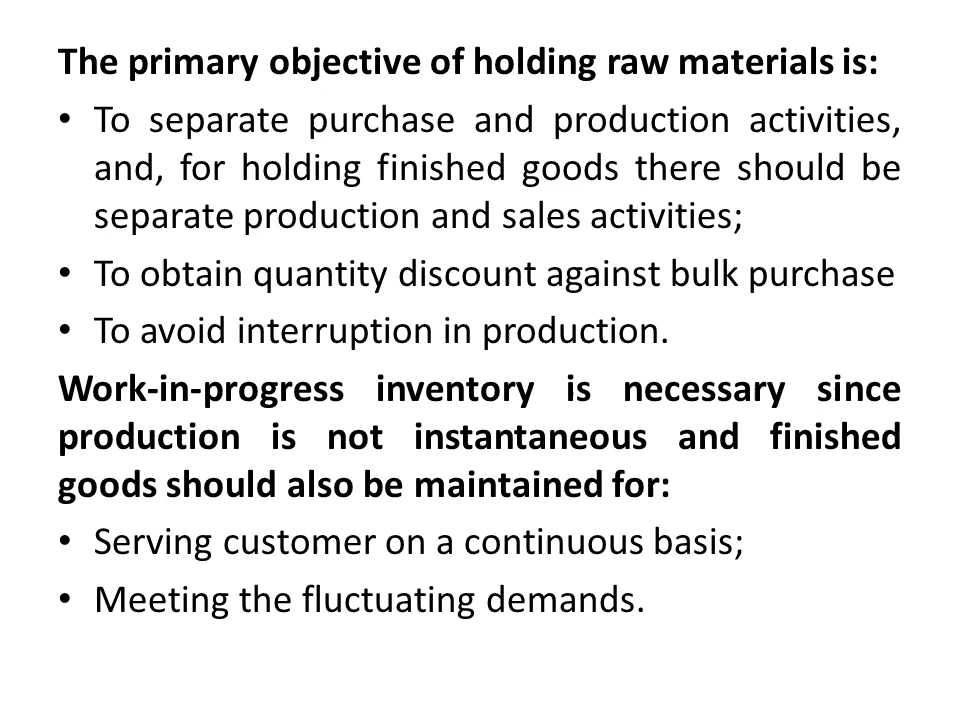 The primary objective of holding raw materials is:
• To separate purchase and production activities,
and, for holding finished goods there should be
separate production and sales activities;
• To obtain quantity discount against bulk purchase
• To avoid interruption in production.
Work-in-progress inventory is necessary since
production is not instantaneous and finished
goods should also be maintained for:
• Serving customer on a continuous basis;
• Meeting the fluctuating demands.